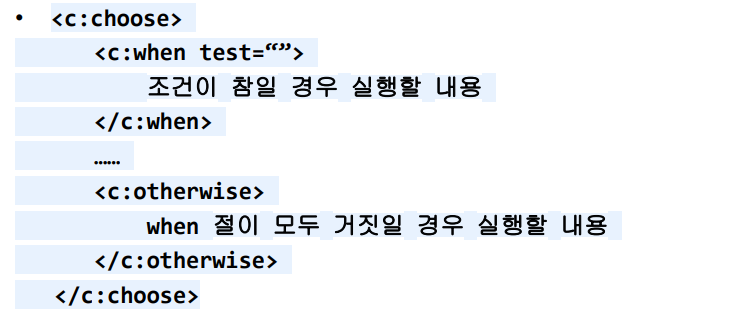 • <c:choose>
<c:when test=“”>
조건이 참일 경우 실행할 내용
</c:when>
……
<c:otherwise>
when 절이 모두 거짓일 경우 실행할 내용
</c:otherwise>
</c:choose>